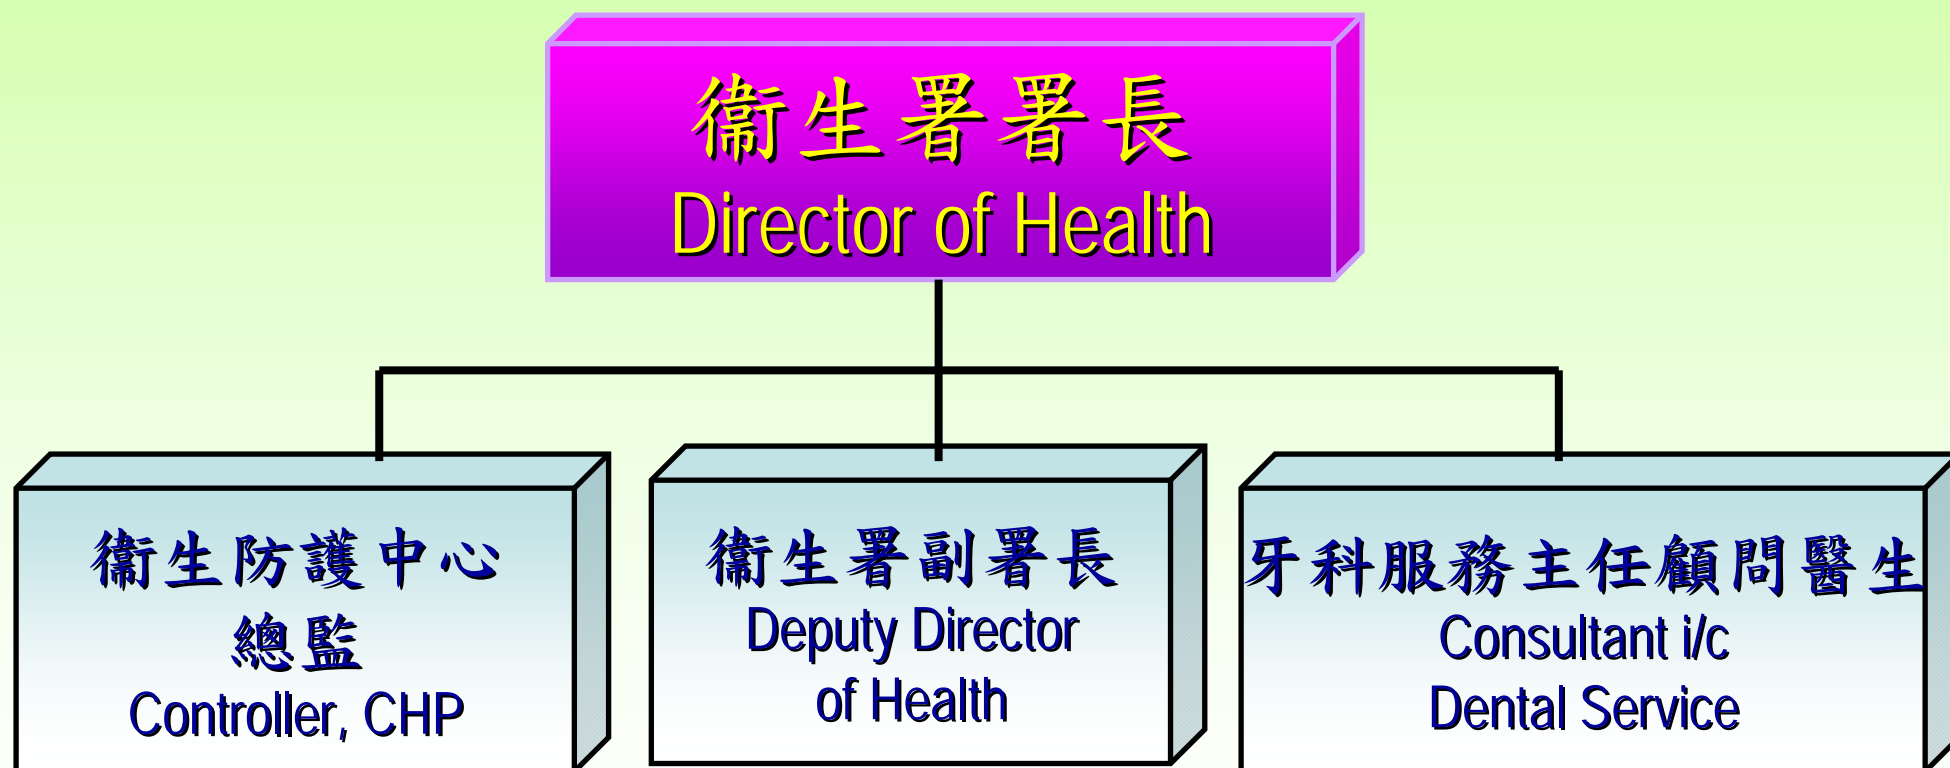 衞生署署長
Director of Health
衞生防護中心
總監
Controller, CHP
衞生署副署長
Deputy Director
of Health
牙科服務主任顧問醫生
Consultant i/c
Dental Service